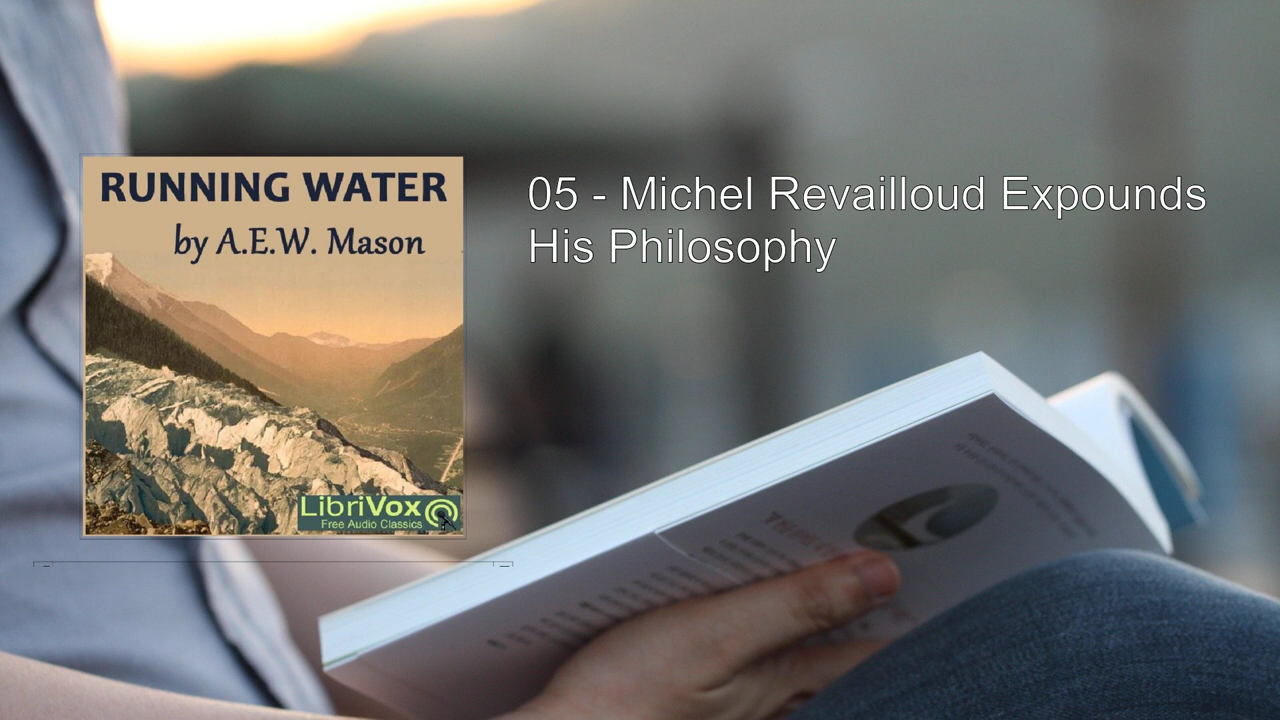 RUNNING WATER
by A.E.W. Mason
LibriVox
Free Audio Classics
05 - Michel Revailloud Expounds
His Philosophy